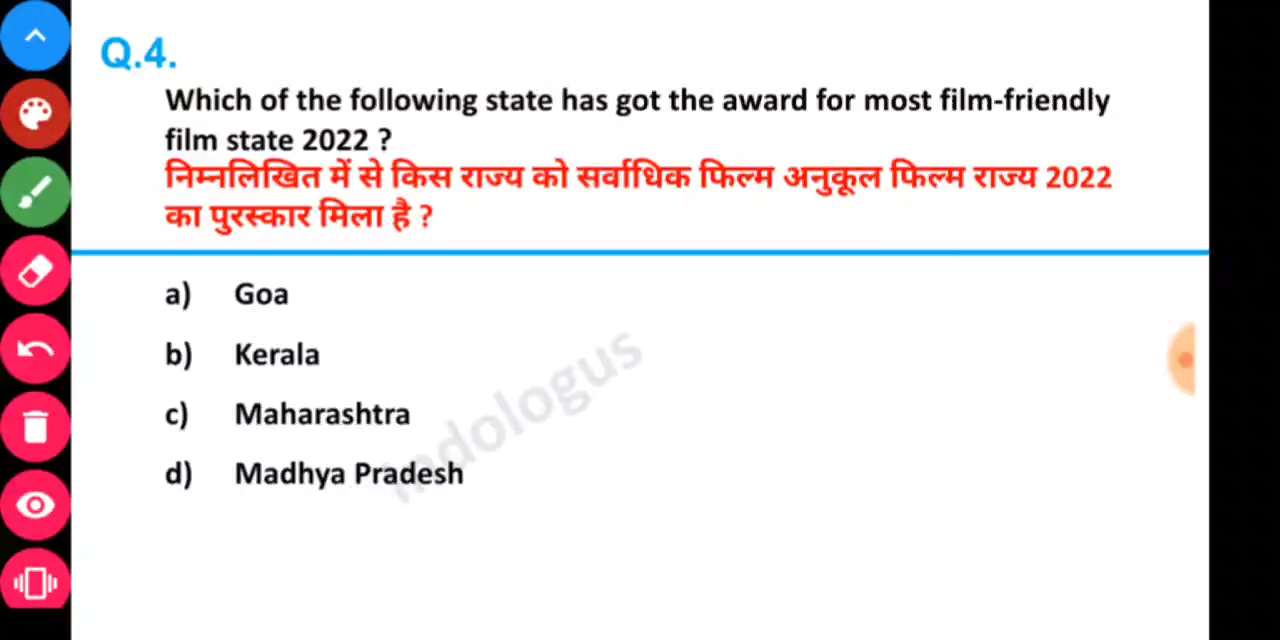 Q.4.
Which of the following state has got the award for most film-friendly
film state 2022 ?
निम्नलिखित में से किस राज्य को सर्वाधिक फिल्म अनुकूल फिल्म राज्य 2022
का पुरस्कार मिला है ?
a) Goa
b) Kerala
c) Maharashtra
d) Madhya Pradesh
Indologus